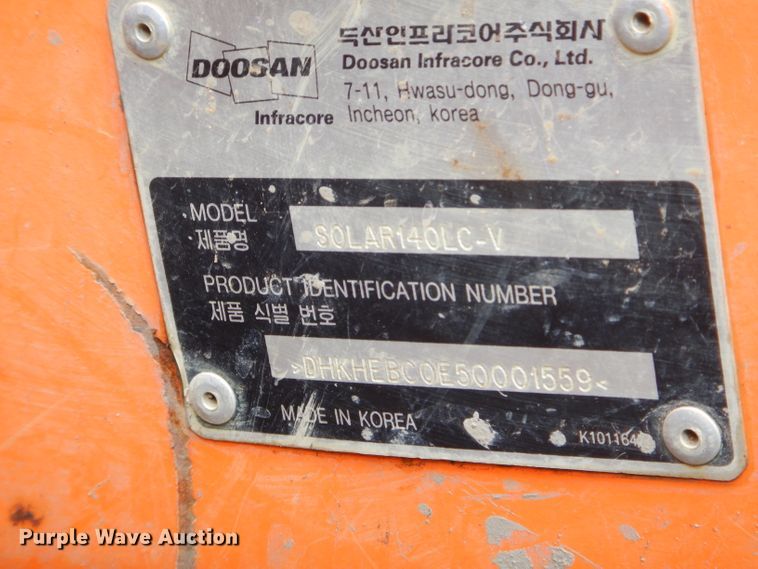 두산인프라코어주식회사
DOOSAN
Doosan Infracore Co., Ltd.
7-11, Hwasu-dong, Dong-gu,
Infracore
Incheon, Korea
·MODEL
·제품명
SOLAR140LC-V
PRODUCT IDENTIFICATION NUMBER
제품 식별 번호
>DHKHEBC0E50001559<
MADE IN KOREA
Purple Wave Auction